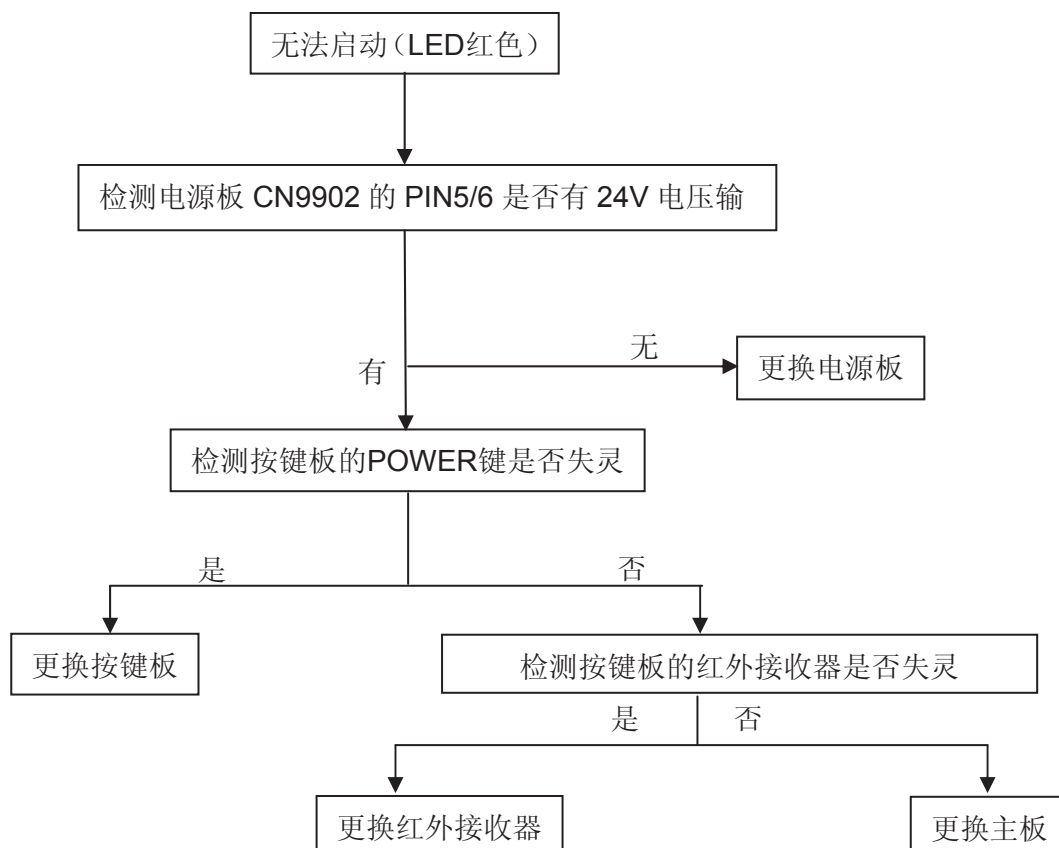 无法启动（LED红色）
检测电源板 CN9902 的 PIN5/6 是否有 24V 电压输
无
有
更换电源板
检测按键板的POWER键是否失灵
是
否
更换按键板
检测按键板的红外接收器是否失灵
是
否
更换红外接收器
更换主板